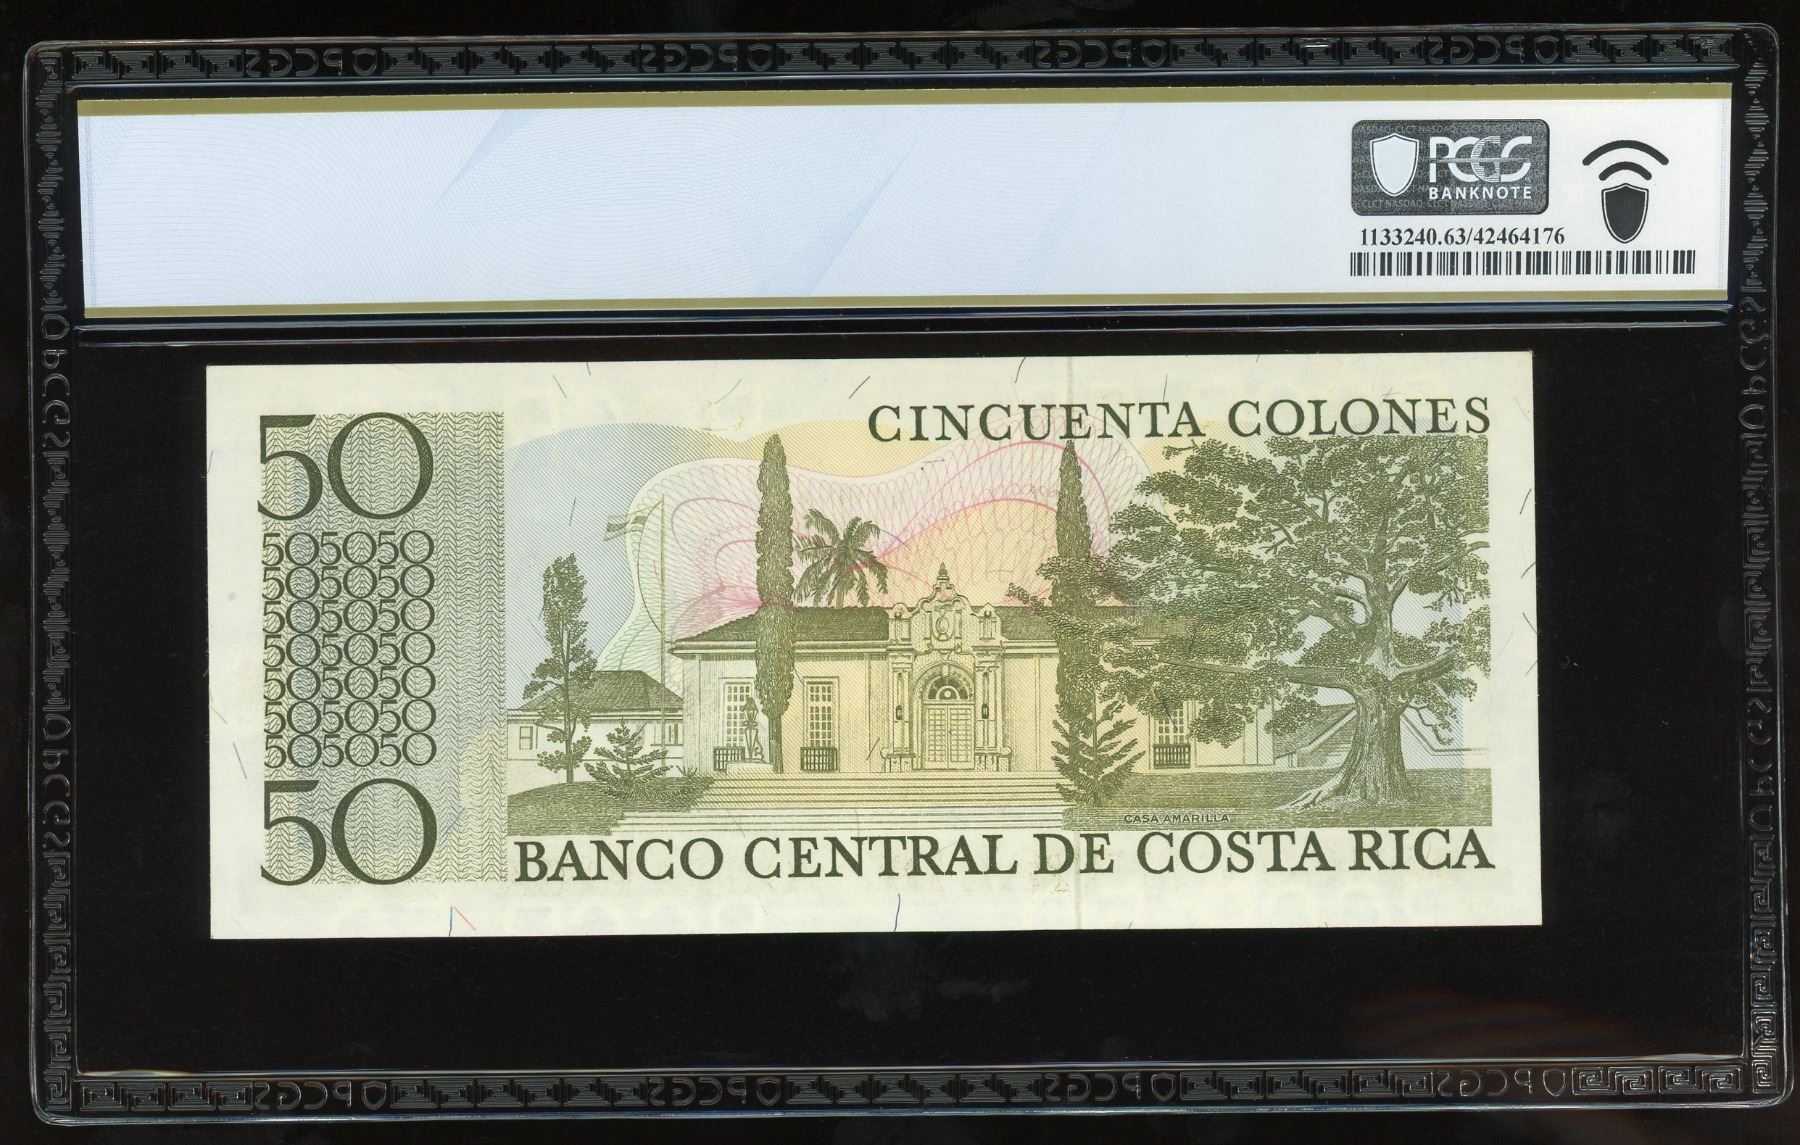 PCGS
BANKNOTE
1133240.63/42464176
CINCUENTA COLONES
50
505050
505050
505050
505050
505050
505050
505050
50
CASA AMARILLA
BANCO CENTRAL DE COSTA RICA